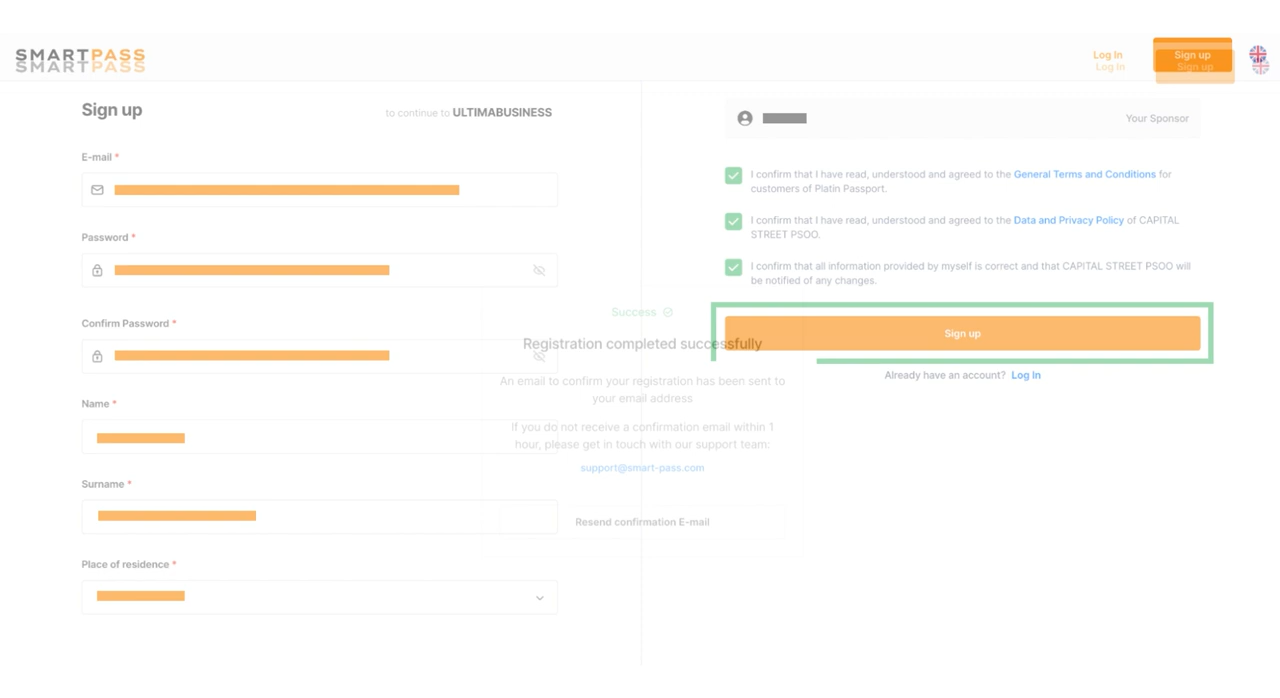 SMARTPASS
SMARTPASS
Log In
Log In
Sign up
Sign up
Sign up
to continue to ULTIMABUSINESS
E-mail *
Password *
Confirm Password *
Name *
Surname *
Place of residence *
Your Sponsor
I confirm that I have read, understood and agreed to the General Terms and Conditions for
customers of Platin Passport.
I confirm that I have read, understood and agreed to the Data and Privacy Policy of CAPITAL
STREET PSOO.
I confirm that all information provided by myself is correct and that CAPITAL STREET PSOO will
be notified of any changes.
Sign up
Already have an account? Log In
Success
Registration completed successfully
An email to confirm your registration has been sent to
your email address
If you do not receive a confirmation email within 1
hour, please get in touch with our support team:
support@smart-pass.com
Resend confirmation E-mail